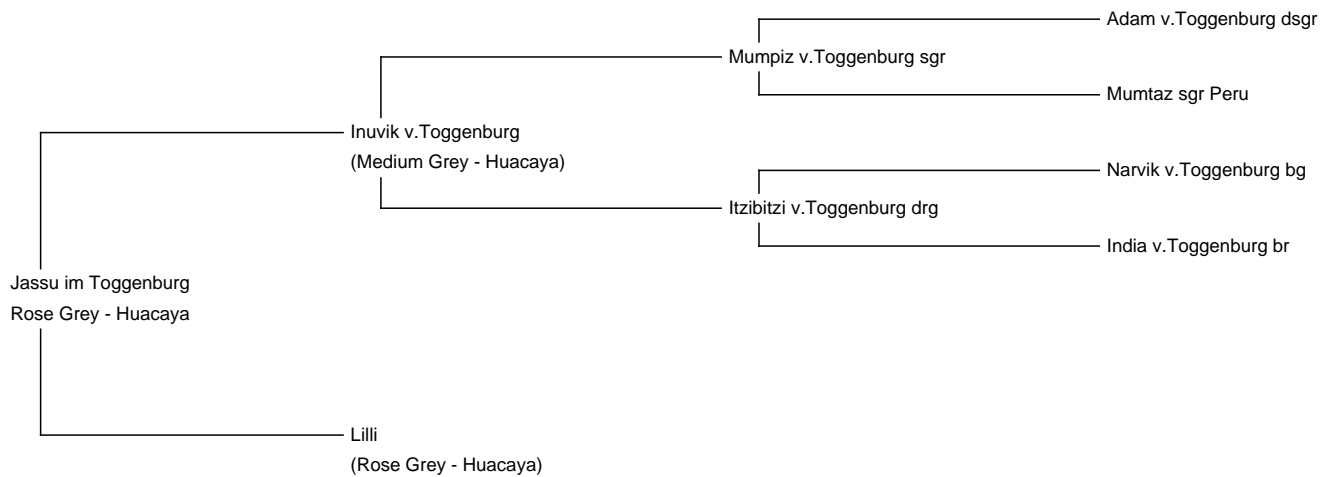 Adam v.Toggenburg dsgr
Mumpiz v.Toggenburg sgr
Mumtaz sgr Peru
Inuvik v.Toggenburg
(Medium Grey - Huacaya)
Narvik v.Toggenburg bg
Itzibitzi v.Toggenburg drg
India v.Toggenburg br
Jassu im Toggenburg
Rose Grey - Huacaya
Lilli
(Rose Grey - Huacaya)